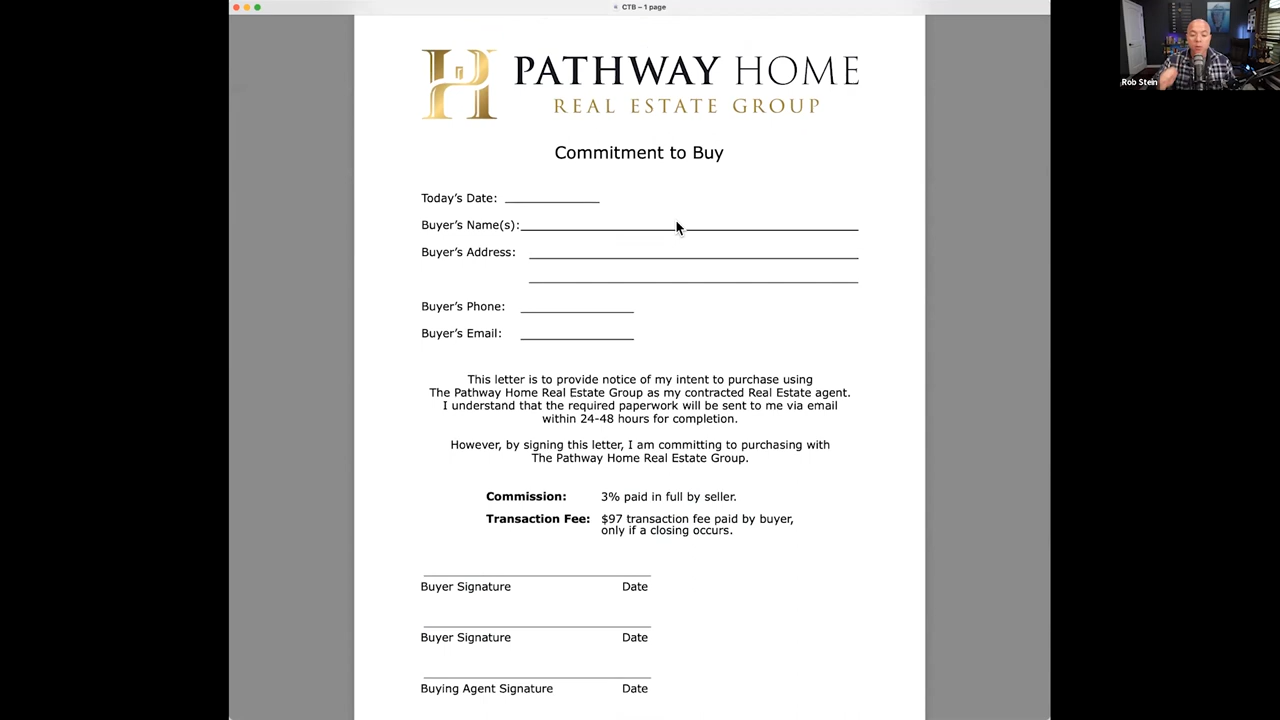 CTB – 1 page
PATHWAY HOME
REAL ESTATE GROUP
Rob Stein
Commitment to Buy
Today's Date: ______________
Buyer's Name(s):
Buyer's Address:
Buyer's Phone:
Buyer's Email:
This letter is to provide notice of my intent to purchase using
The Pathway Home Real Estate Group as my contracted Real Estate agent.
I understand that the required paperwork will be sent to me via email
within 24-48 hours for completion.
However, by signing this letter, I am committing to purchasing with
The Pathway Home Real Estate Group.
Commission: 3% paid in full by seller.
Transaction Fee: $97 transaction fee paid by buyer,
only if a closing occurs.
Buyer Signature Date
Buyer Signature Date
Buying Agent Signature Date